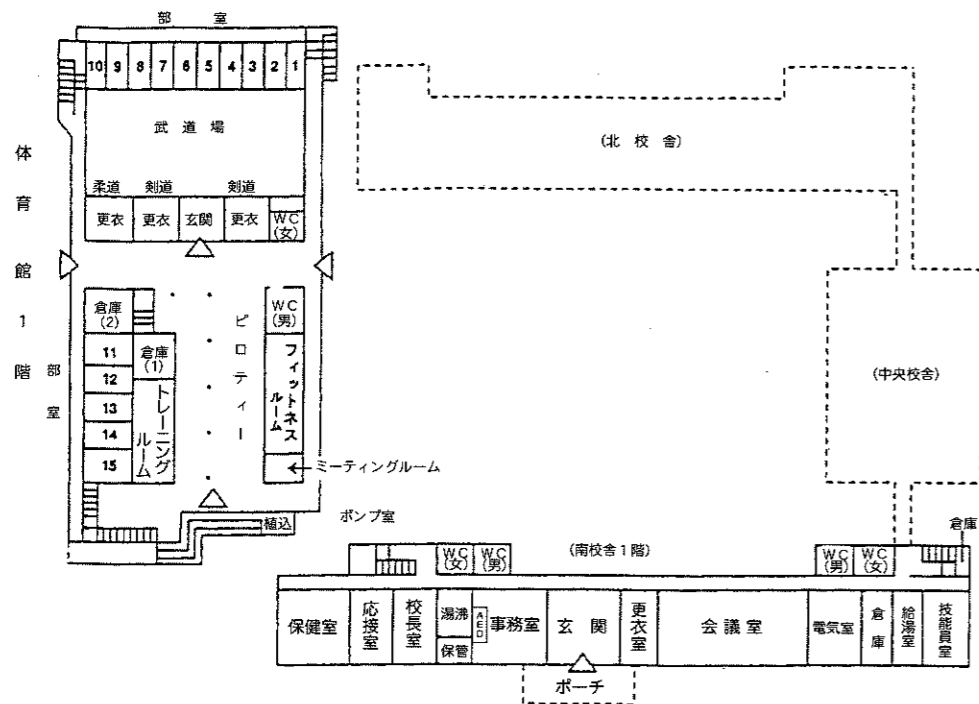 部室
10 9 8 7 6 5 4 3 2 1
武道場
(北校舎)
柔道 剣道 剣道
更衣 更衣 玄関 更衣 WC(女)
体育館1階
倉庫(2)
WC(男)
ピロティー
11
倉庫(1)
12
部室
13
14
15
トレーニングルーム
フィットネスルーム
(中央校舎)
←ミーティングルーム
植込
ポンプ室
倉庫
WC(女) WC(男)
(南校舎1階)
WC(男) WC(女)
保健室 応接室 校長室 湯沸 AED 事務室 玄関 更衣室 会議室 電気室 倉庫 給湯室 技能員室
保管
ポーチ